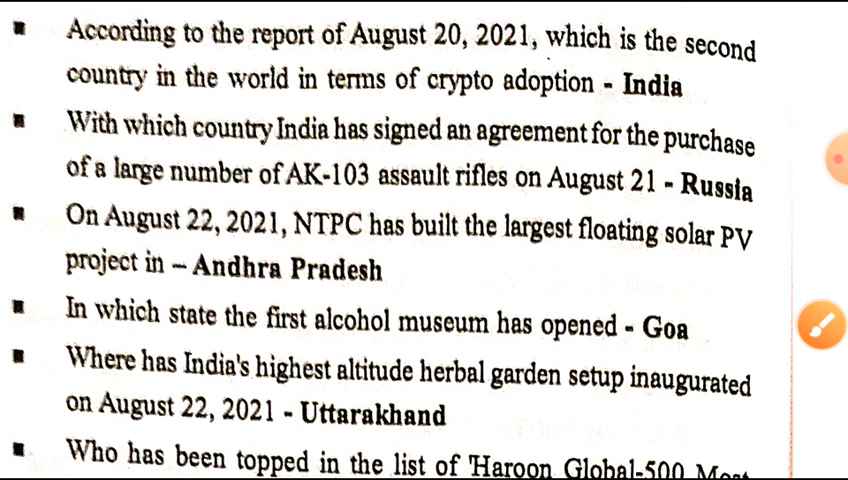 According to the report of August 20, 2021, which is the second
country in the world in terms of crypto adoption - India
With which country India has signed an agreement for the purchase
of a large number of AK-103 assault rifles on August 21 - Russia
On August 22, 2021, NTPC has built the largest floating solar PV
project in – Andhra Pradesh
In which state the first alcohol museum has opened - Goa
Where has India's highest altitude herbal garden setup inaugurated
on August 22, 2021 - Uttarakhand
Who has been topped in the list of 'Haroon Global-500 Most